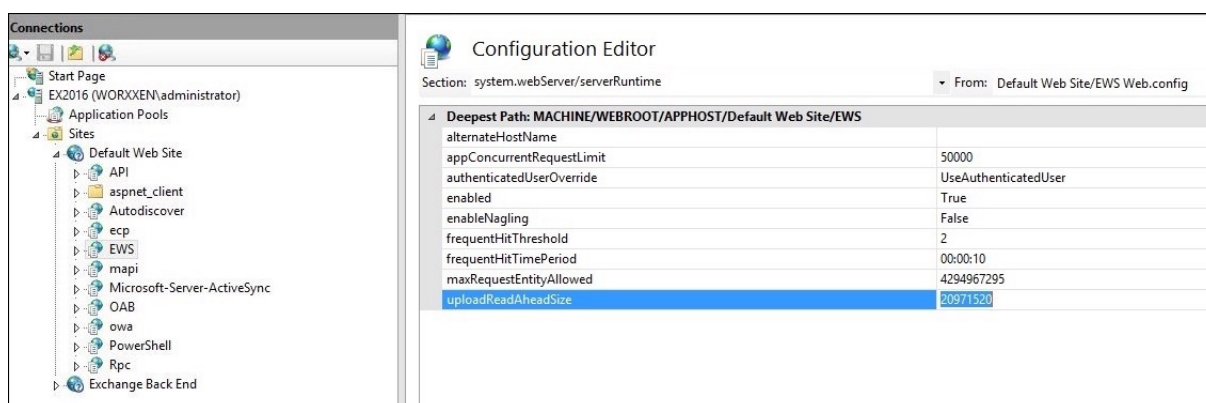 Connections
Start Page
EX2016 (WORXXEN\administrator)
Application Pools
Sites
Default Web Site
API
aspnet_client
Autodiscover
ecp
EWS
mapi
Microsoft-Server-ActiveSync
OAB
owa
PowerShell
Rpc
Exchange Back End
Configuration Editor
Section: system.webServer/serverRuntime From: Default Web Site/EWS Web.config
Deepest Path: MACHINE/WEBROOT/APPHOST/Default Web Site/EWS
alternateHostName
appConcurrentRequestLimit 50000
authenticatedUserOverride UseAuthenticatedUser
enabled True
enableNagling False
frequentHitThreshold 2
frequentHitTimePeriod 00:00:10
maxRequestEntityAllowed 4294967295
uploadReadAheadSize 20971520